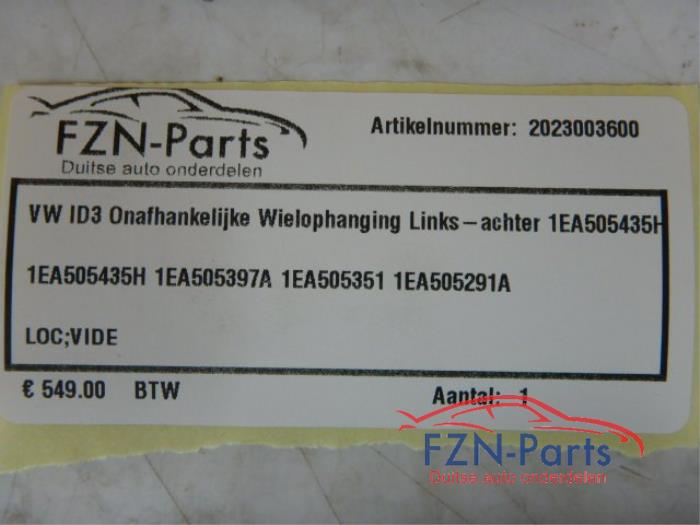 FZN-Parts
Duitse auto onderdelen
Artikelnummer: 2023003600
VW ID3 Onafhankelijke Wielophanging Links-achter 1EA505435H
1EA505435H 1EA505397A 1EA505351 1EA505291A
LOC;VIDE
€ 549.00 BTW
Aantal: 1
FZN-Parts
Duitse auto onderdelen